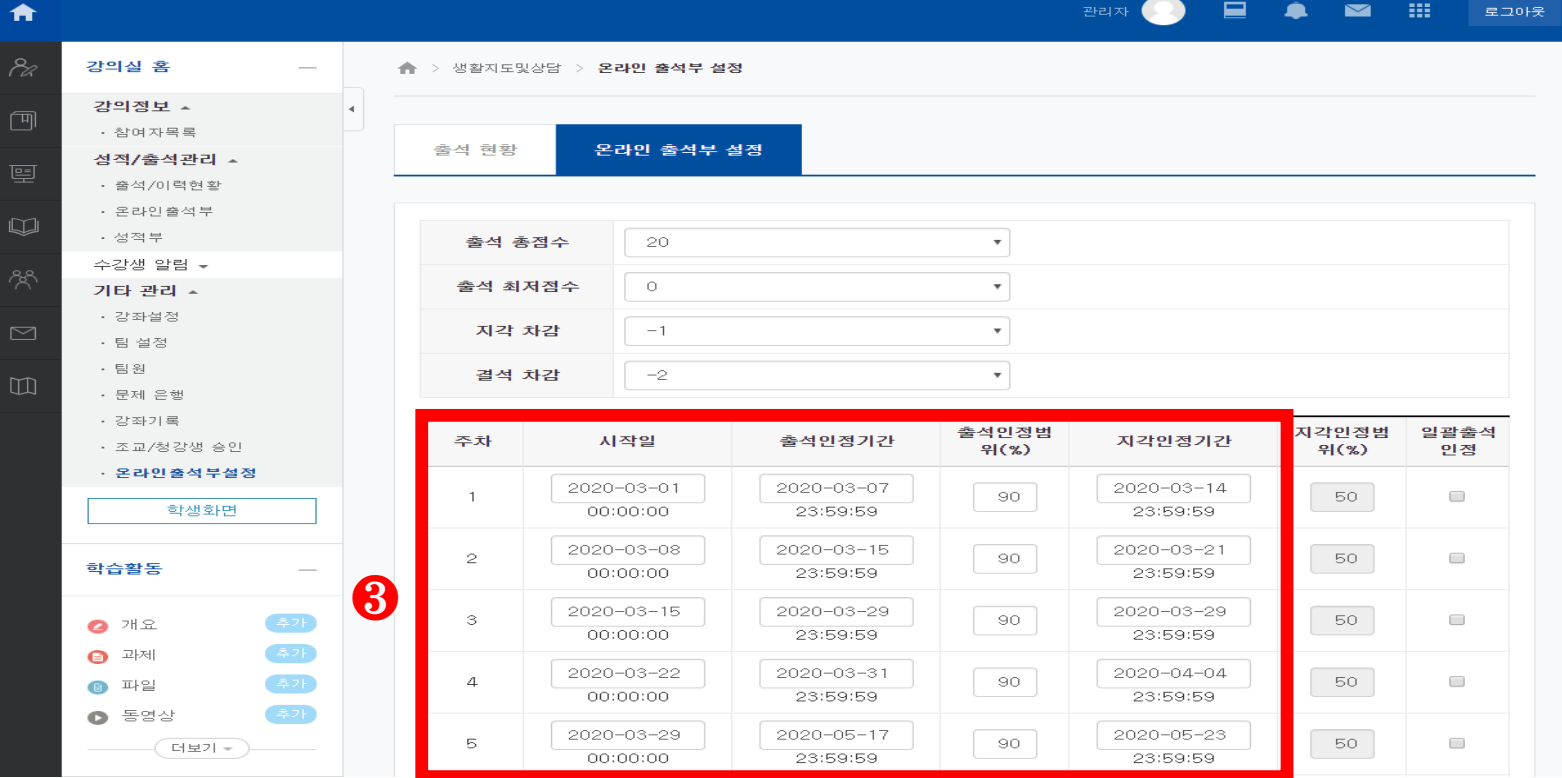 관리자
로그아웃
강의실 홈
강의정보
· 참여자목록
성적/출석관리
· 출석/이력현황
· 온라인출석부
· 성적부
수강생 알림
기타 관리
· 강좌설정
· 팀 설정
· 팀원
· 문제 은행
· 강좌기록
· 조교/청강생 승인
· 온라인출석부설정
학생화면
학습활동
개요 추가
과제 추가
파일 추가
동영상 추가
더보기
> 생활지도및상담 > 온라인 출석부 설정
출석 현황 온라인 출석부 설정
출석 총점수 20
출석 최저점수 0
지각 차감 -1
결석 차감 -2
❸
주차 시작일 출석인정기간 출석인정범위(%) 지각인정기간 지각인정범위(%) 일괄출석인정
1 2020-03-01 2020-03-07 90 2020-03-14 50
00:00:00 23:59:59 23:59:59
2 2020-03-08 2020-03-15 90 2020-03-21 50
00:00:00 23:59:59 23:59:59
3 2020-03-15 2020-03-29 90 2020-03-29 50
00:00:00 23:59:59 23:59:59
4 2020-03-22 2020-03-31 90 2020-04-04 50
00:00:00 23:59:59 23:59:59
5 2020-03-29 2020-05-17 90 2020-05-23 50
00:00:00 23:59:59 23:59:59